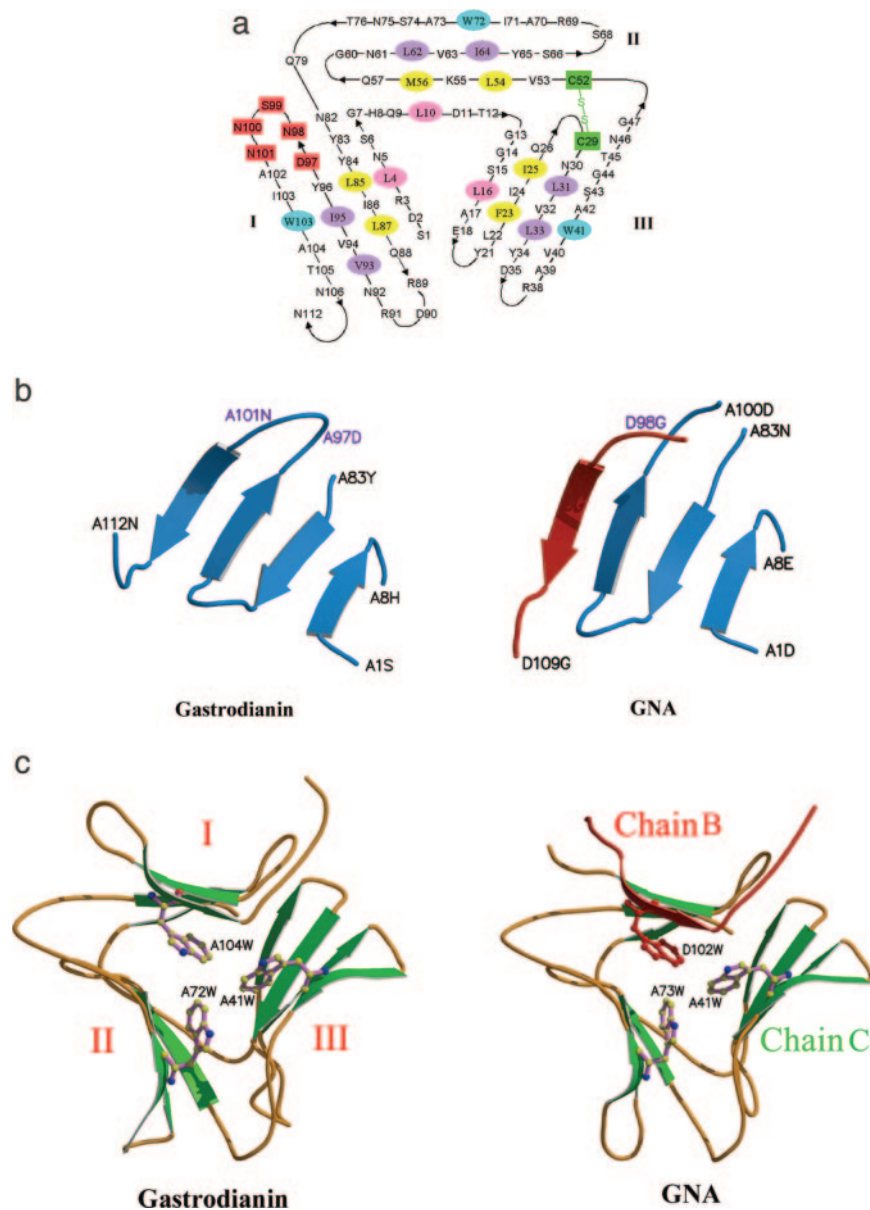 a
T76 N75 S74 A73 W72 I71 A70 R69
S68
II
G60 N61 L62 V63 I64 Y65 S66
Q79
Q57 M56 K55 L54 V53 C52
S99
N100 N98
N101 D97
A102
I103
I
W103
A104
T105
N106
N112
N82
Y83
Y84
L85
I86
L87
Q88
R89
D90
Y96
I95
V94
V93
N92
R91
G7 H8 Q9 L10 D11 T12
S6
N5
L4
R3
D2
S1
G13
G14
S15
L16
A17
E18
Y21
L22
F23
I24
I25
Q26
S
S
C29
N30
L31
V32
L33
Y34
D35
G47
N46
T45
G44
S43
A42
W41
V40
A39
R38
III
b
A101N
A97D
A83Y
A112N
A8H
A1S
Gastrodianin
D98G
A100D
A83N
A8E
D109G
A1D
GNA
c
I
A104W
A72W
A41W
II
III
Gastrodianin
Chain B
D102W
A73W
A41W
Chain C
GNA